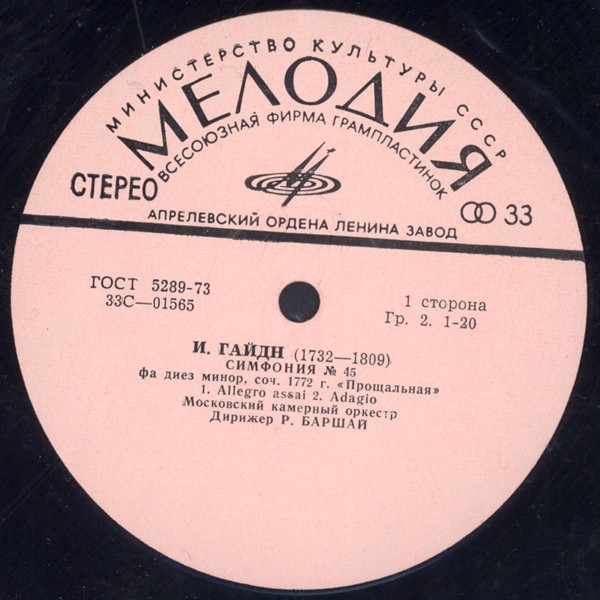 МИНИСТЕРСТВО КУЛЬТУРЫ СССР
МЕЛОДИЯ
ВСЕСОЮЗНАЯ ФИРМА ГРАМПЛАСТИНОК
СТЕРЕО
33
АПРЕЛЕВСКИЙ ОРДЕНА ЛЕНИНА ЗАВОД
ГОСТ 5289-73
33С—01565
1 сторона
Гр. 2. 1-20
И. ГАЙДН (1732—1809)
СИМФОНИЯ № 45
фа диез минор, соч. 1772 г. «Прощальная»
1. Allegro assai 2. Adagio
Московский камерный оркестр
Дирижер Р. БАРШАЙ